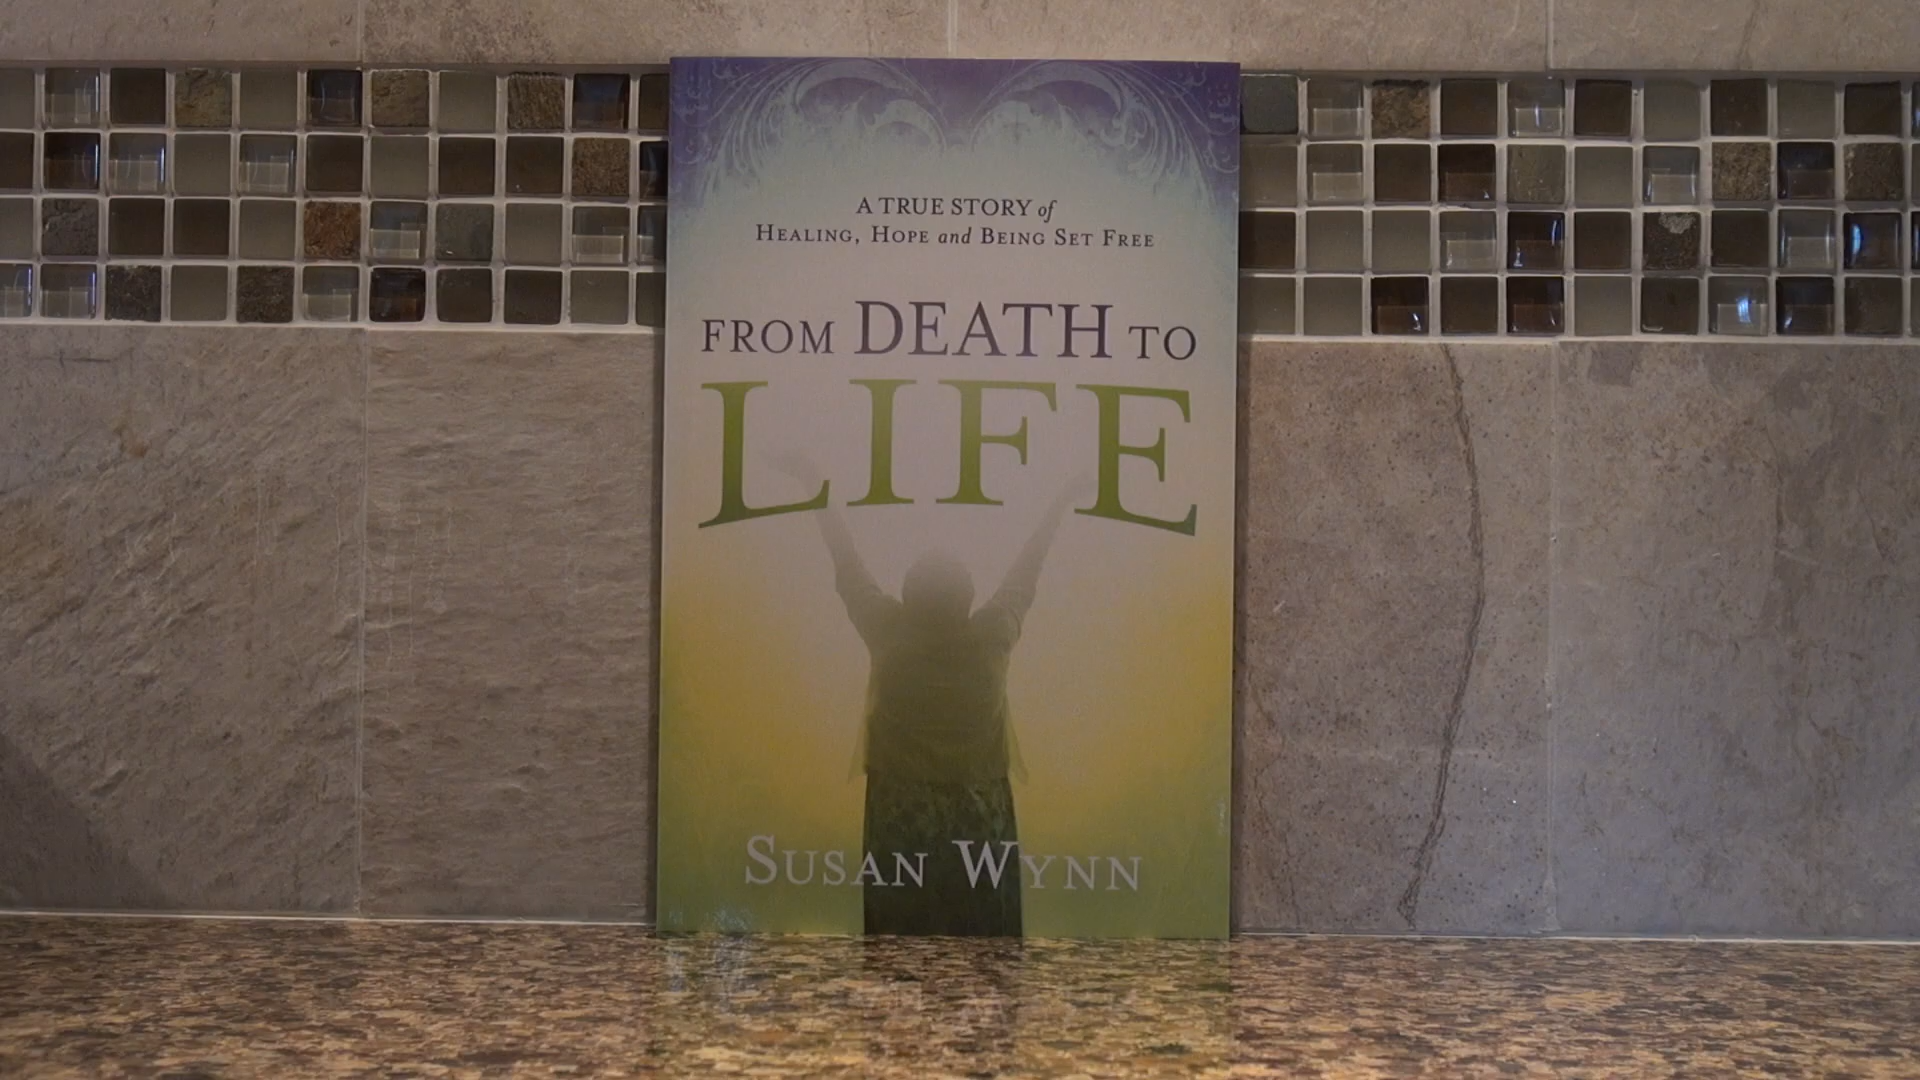 A TRUE STORY of
HEALING, HOPE and BEING SET FREE
FROM DEATH TO
LIFE
SUSAN WYNN